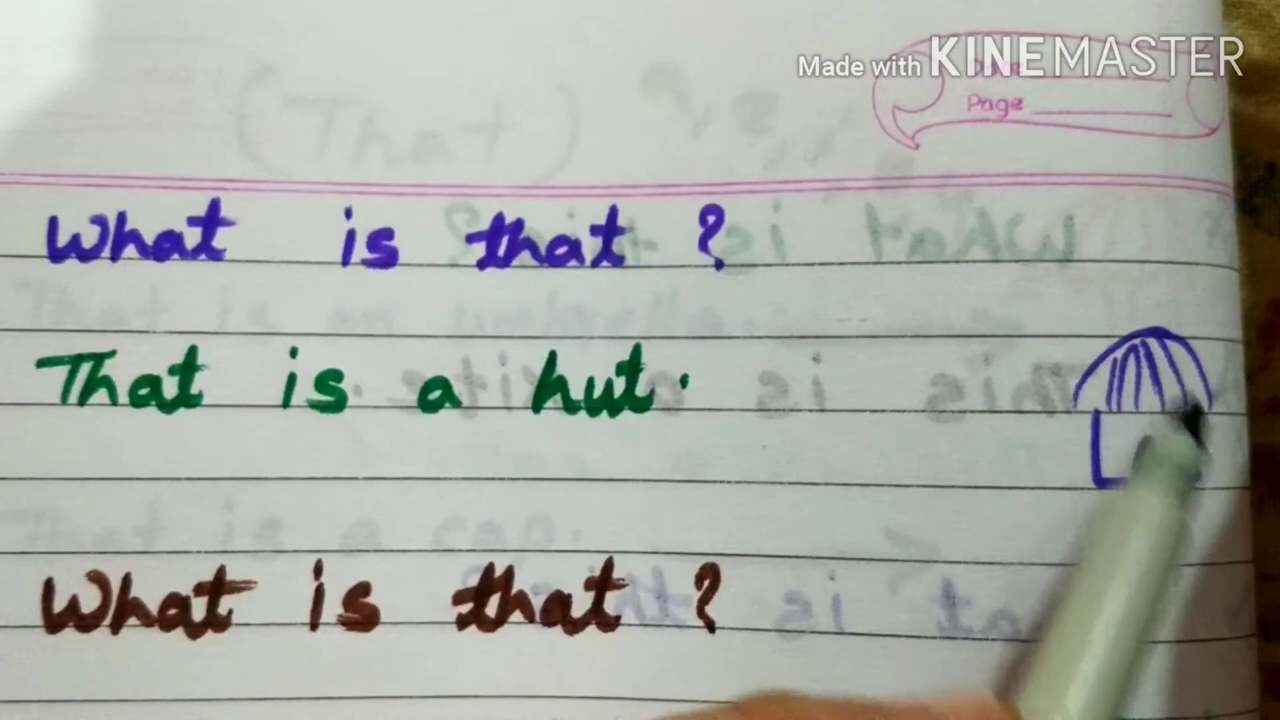 Made with KINEMASTER
Page
What is that ?
That is a hut.
What is that ?